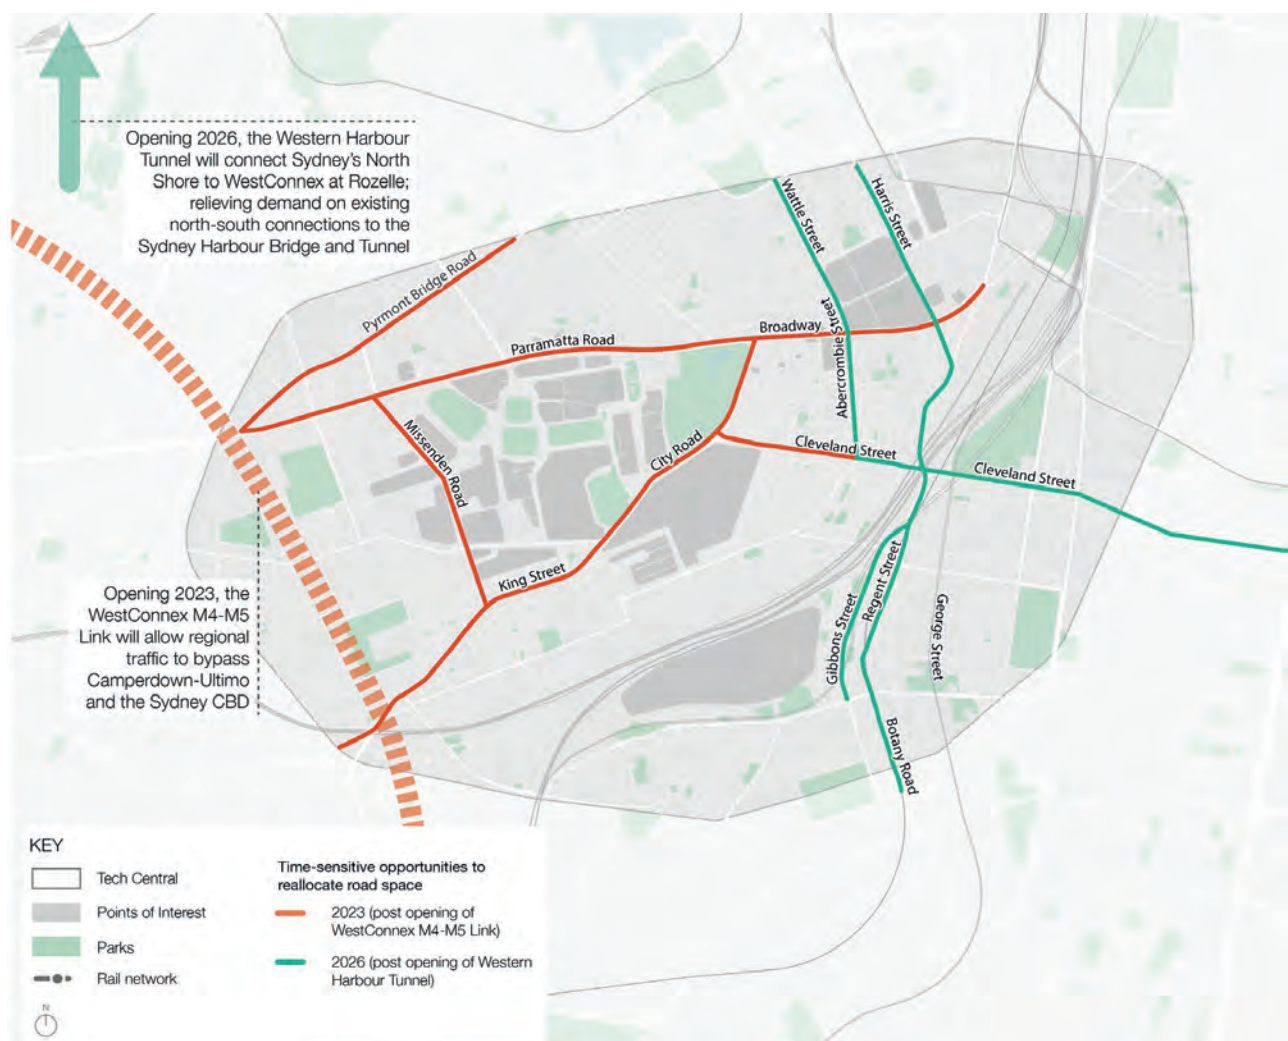 Opening 2026, the Western Harbour
Tunnel will connect Sydney's North
Shore to WestConnex at Rozelle;
relieving demand on existing
north-south connections to the
Sydney Harbour Bridge and Tunnel
Wattle Street
Harris Street
Pyrmont Bridge Road
Parramatta Road
Broadway
Abercrombie Street
Missenden Road
City Road
Cleveland Street
Cleveland Street
King Street
Gibbons Street
Regent Street
George Street
Botany Road
Opening 2023, the
WestConnex M4-M5
Link will allow regional
traffic to bypass
Camperdown-Ultimo
and the Sydney CBD
KEY
Tech Central
Points of Interest
Parks
Rail network
N
Time-sensitive opportunities to
reallocate road space
2023 (post opening of
WestConnex M4-M5 Link)
2026 (post opening of Western
Harbour Tunnel)